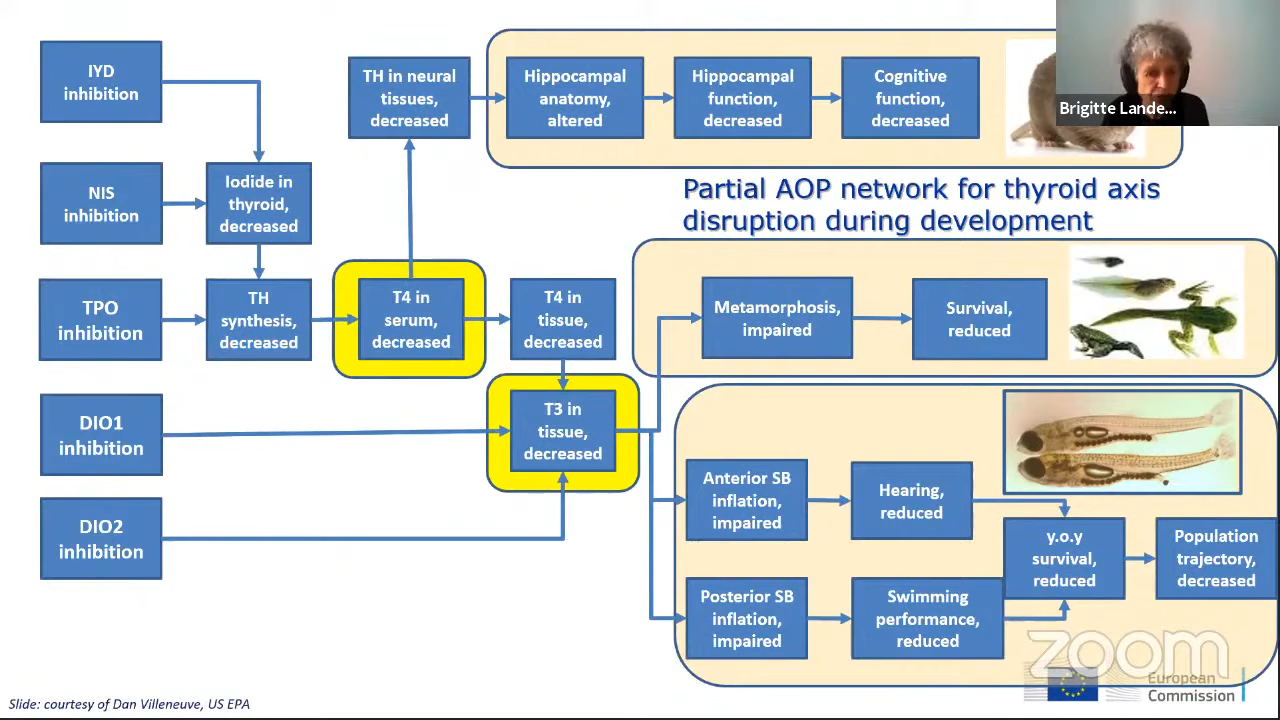 IYD
inhibition
NIS
inhibition
TPO
inhibition
DIO1
inhibition
DIO2
inhibition
Iodide in
thyroid,
decreased
TH
synthesis,
decreased
TH in neural
tissues,
decreased
T4 in
serum,
decreased
T4 in
tissue,
decreased
T3 in
tissue,
decreased
Hippocampal
anatomy,
altered
Hippocampal
function,
decreased
Cognitive
function,
decreased
Brigitte Lande...
Partial AOP network for thyroid axis
disruption during development
Metamorphosis,
impaired
Survival,
reduced
Anterior SB
inflation,
impaired
Hearing,
reduced
Posterior SB
inflation,
impaired
Swimming
performance,
reduced
y.o.y
survival,
reduced
Population
trajectory,
decreased
zoom
European
Commission
Slide: courtesy of Dan Villeneuve, US EPA